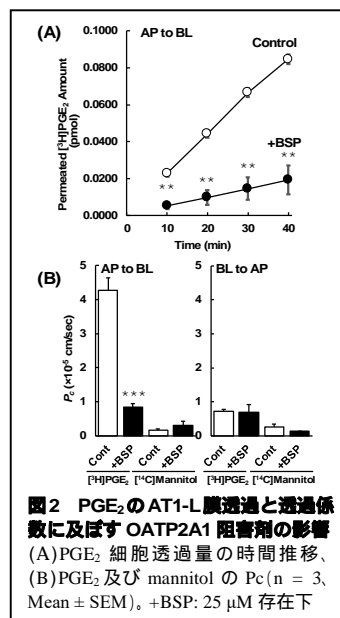 (A)
AP to BL
Control
+BSP
Permeated [³H]PGE₂ Amount
(pmol)
0.1000
0.0800
0.0600
0.0400
0.0200
0.0000
**
**
**
**
10
20
30
40
Time (min)
(B)
AP to BL
BL to AP
Pc (×10⁻⁵ cm/sec)
5
4
3
2
1
0
***
5
4
3
2
1
0
Cont
+BSP
Cont
+BSP
Cont
+BSP
Cont
+BSP
[³H]PGE₂
[¹⁴C]Mannitol
[³H]PGE₂
[¹⁴C]Mannitol
図2 PGE₂のAT1-L膜透過と透過係
数に及ぼす OATP2A1 阻害剤の影響
(A)PGE₂ 細胞透過量の時間推移、
(B)PGE₂ 及び mannitol の Pc(n = 3、
Mean ± SEM)。+BSP: 25 μM 存在下